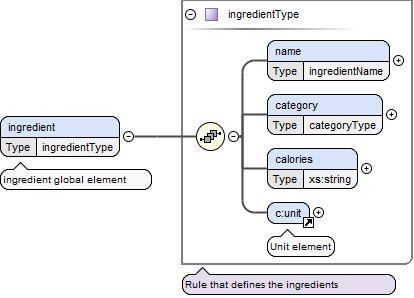 ingredientType
name
Type ingredientName
category
Type categoryType
ingredient
Type ingredientType
ingredient global element
calories
Type xs:string
c:unit
Unit element
Rule that defines the ingredients